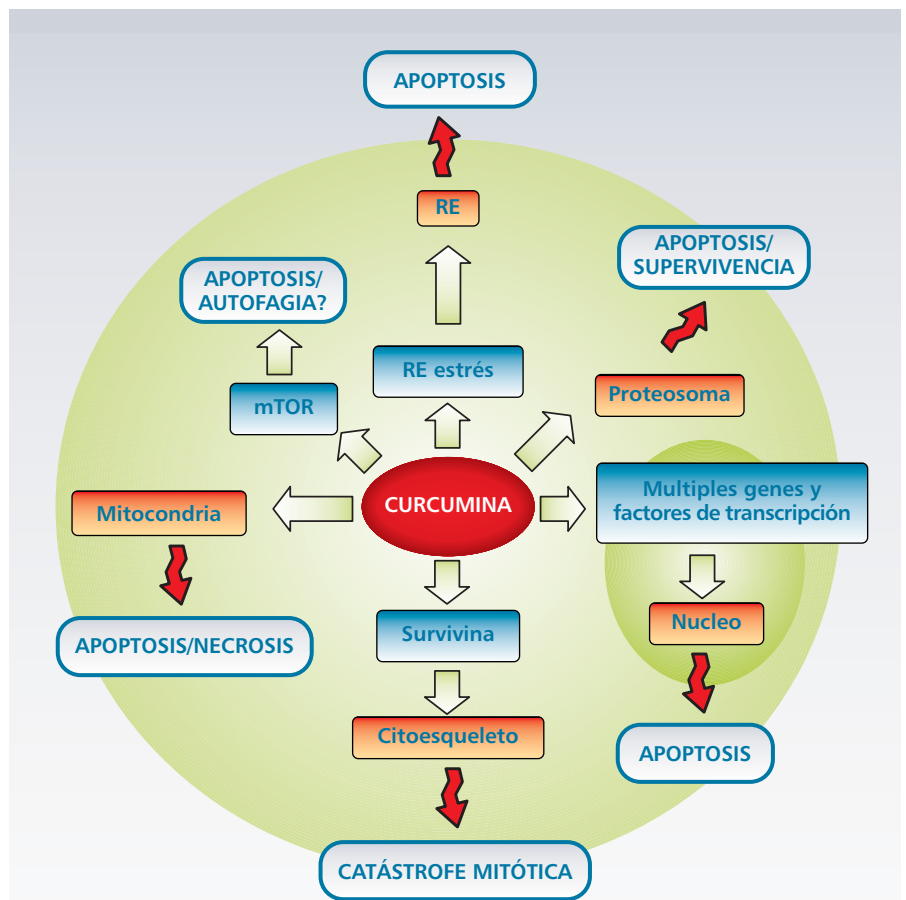 APOPTOSIS
RE
APOPTOSIS/
SUPERVIVENCIA
APOPTOSIS/
AUTOFAGIA?
RE estrés
mTOR
Proteosoma
CURCUMINA
Multiples genes y
factores de transcripción
Mitocondria
Survivina
Nucleo
APOPTOSIS/NECROSIS
Citoesqueleto
APOPTOSIS
CATÁSTROFE MITÓTICA